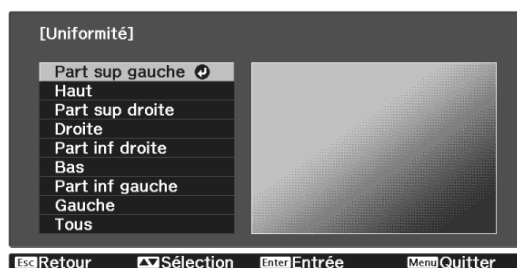 [Uniformité]
Part sup gauche
Haut
Part sup droite
Droite
Part inf droite
Bas
Part inf gauche
Gauche
Tous
Esc Retour Sélection Enter Entrée Menu Quitter